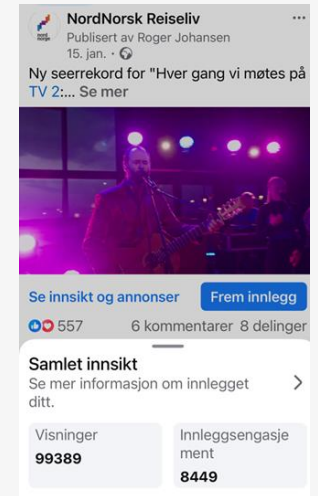 nord
norge
NordNorsk Reiseliv
...
Publisert av Roger Johansen
15. jan. ·
Ny seerrekord for "Hver gang vi møtes på
TV 2:... Se mer
Se innsikt og annonser
Frem innlegg
557
6 kommentarer 8 delinger
Samlet innsikt
Se mer informasjon om innlegget
ditt.
Visninger
99389
Innleggsengasje
ment
8449